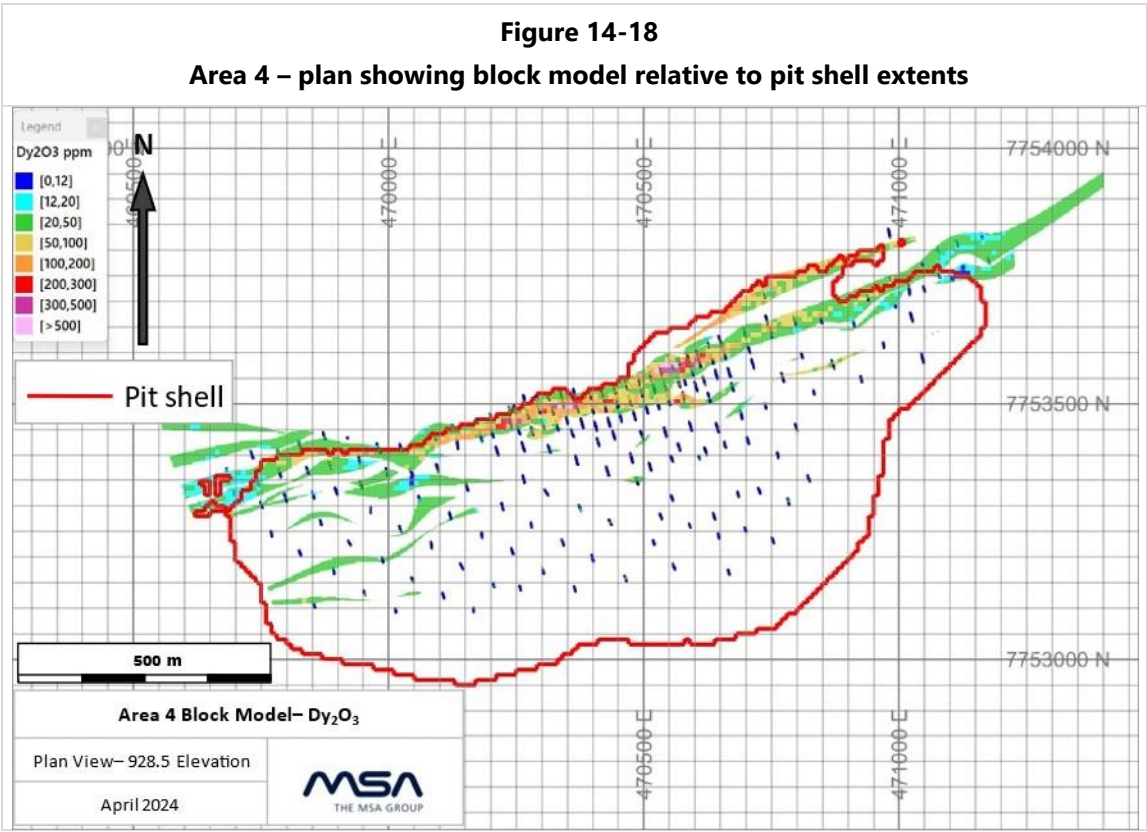 Figure 14-18
Area 4 – plan showing block model relative to pit shell extents
Legend
Dy2O3 ppm
[0,12]
[12,20]
[20,50]
[50,100]
[100,200]
[200,300]
[300,500]
[>500]
N
470000
470500
471000
7754000 N
Pit shell
7753500 N
7753000 N
500 m
470500 E
471000 E
Area 4 Block Model– Dy₂O₃
Plan View– 928.5 Elevation
April 2024
MSA
THE MSA GROUP